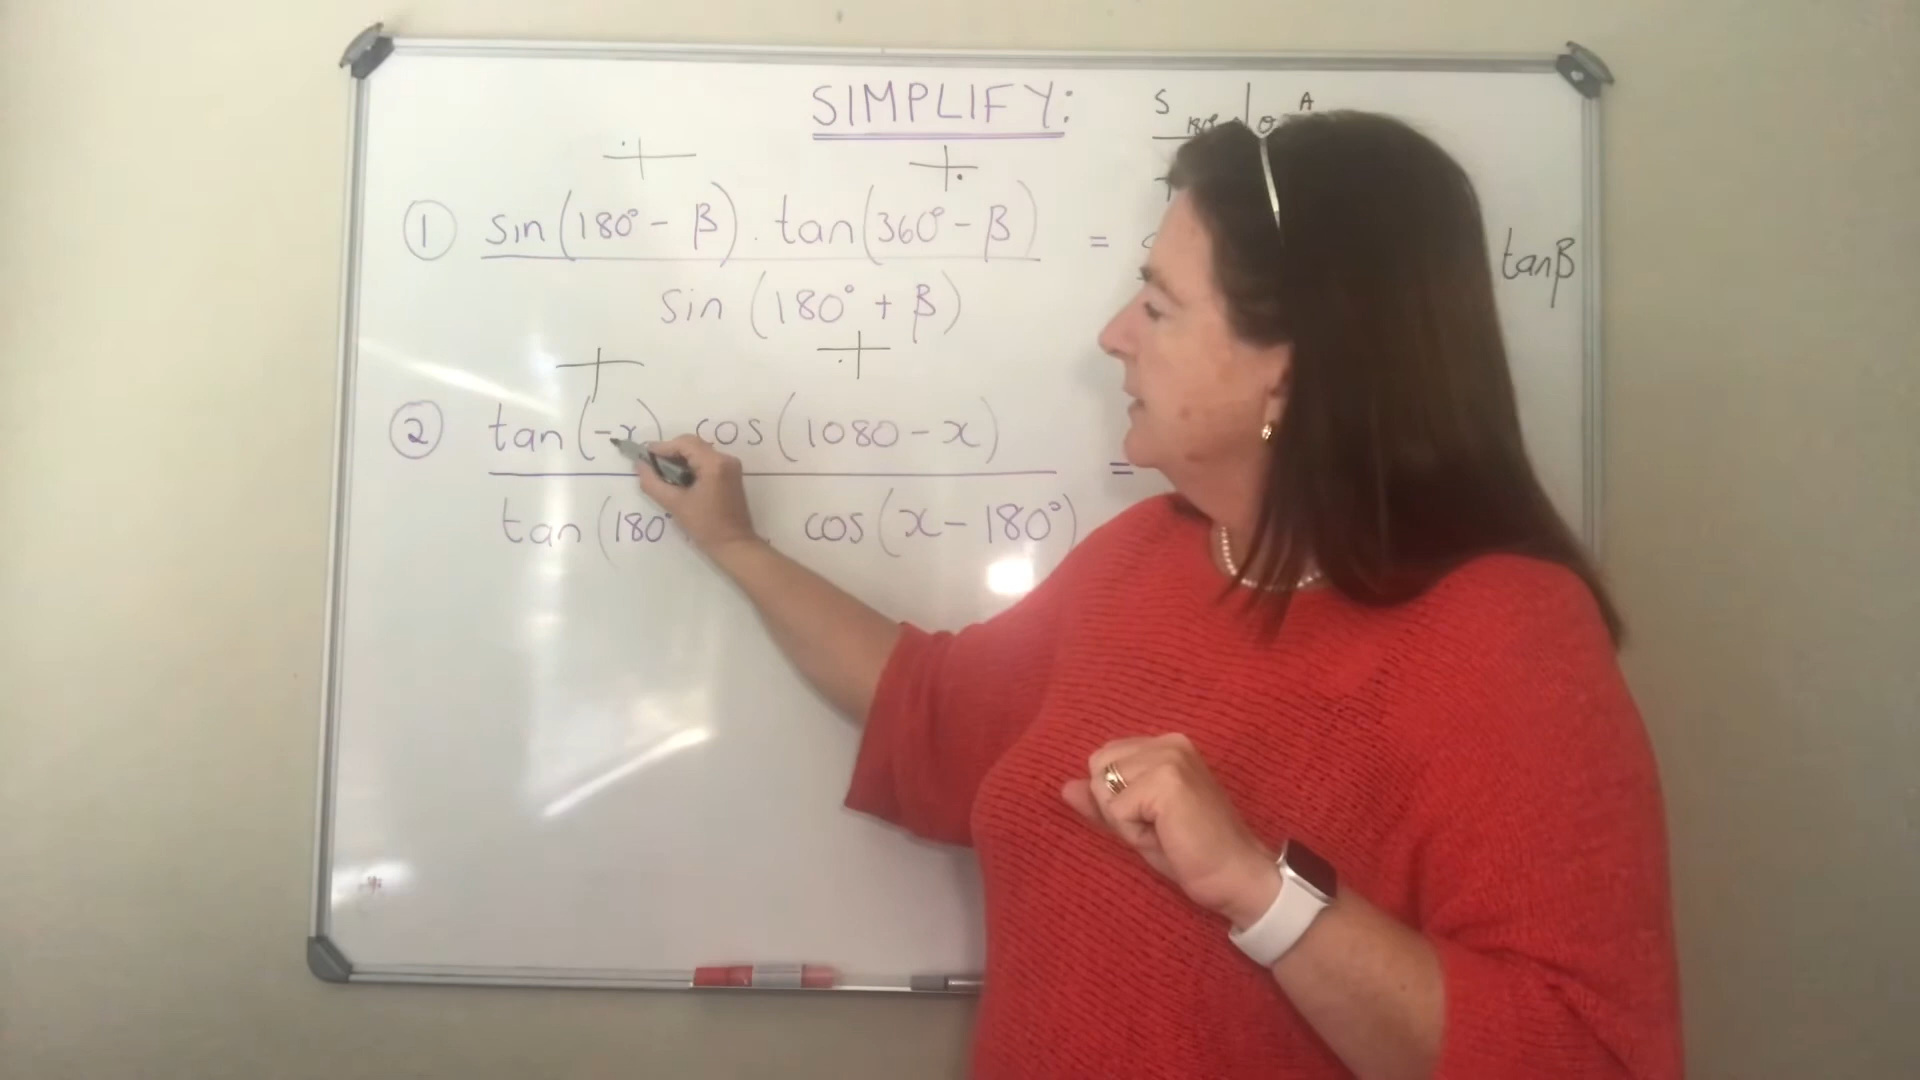 SIMPLIFY:
S A
① sin(180° - β) . tan(360° - β) = tanβ
sin (180° + β)
② tan(-x) cos(1080 - x) =
tan(180° cos(x - 180°)